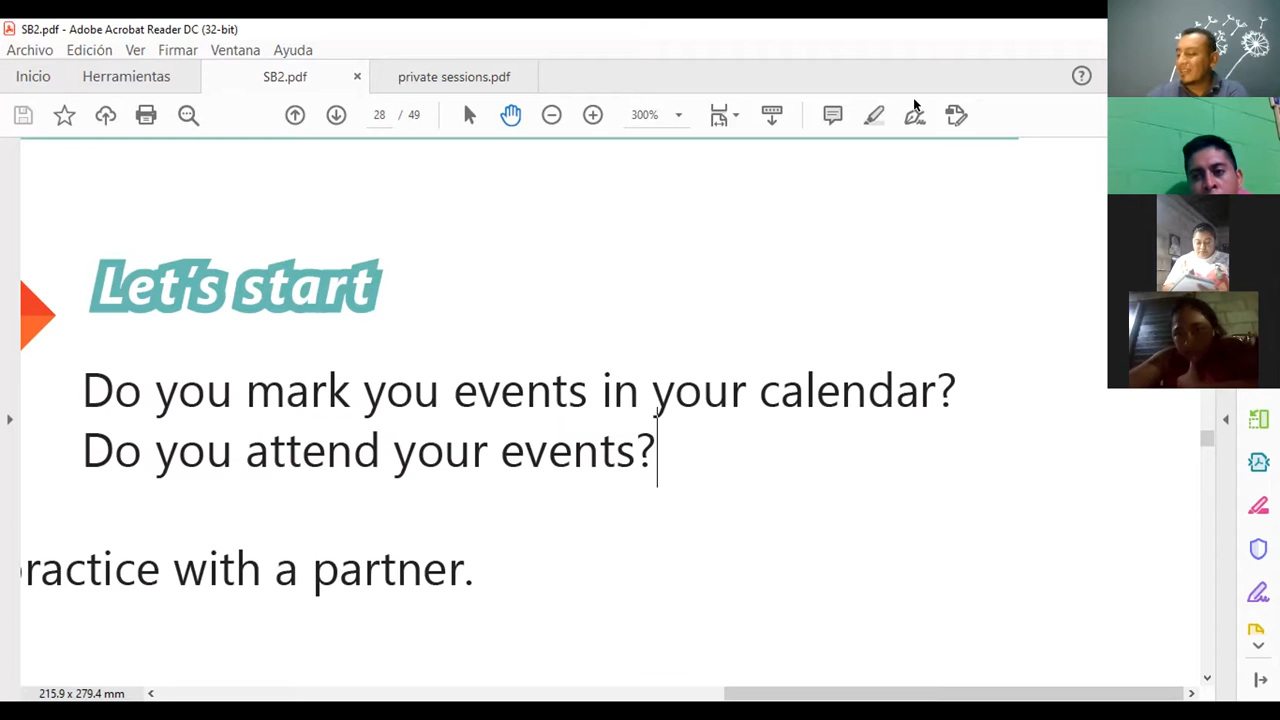 SB2.pdf - Adobe Acrobat Reader DC (32-bit)
Archivo Edición Ver Firmar Ventana Ayuda
Inicio Herramientas SB2.pdf × private sessions.pdf
28 / 49 300%
Let's start
Do you mark you events in your calendar?
Do you attend your events?
practice with a partner.
215.9 x 279.4 mm